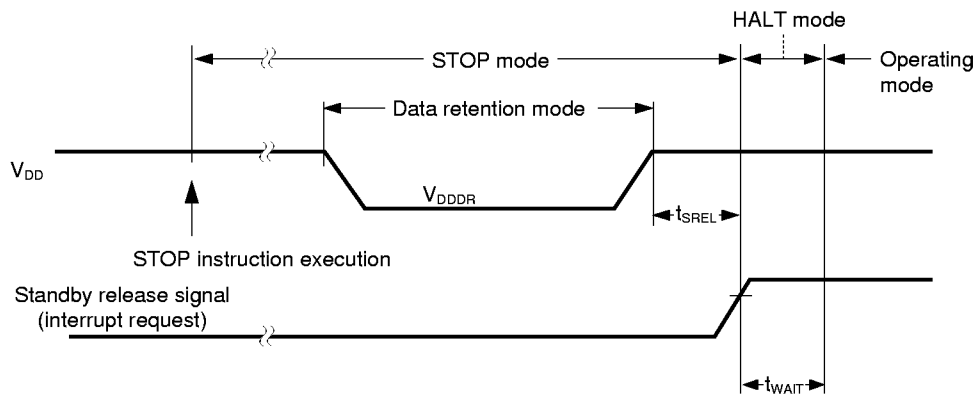 HALT mode
STOP mode
Operating
mode
Data retention mode
VDD
VDDDR
tSREL
STOP instruction execution
Standby release signal
(interrupt request)
tWAIT